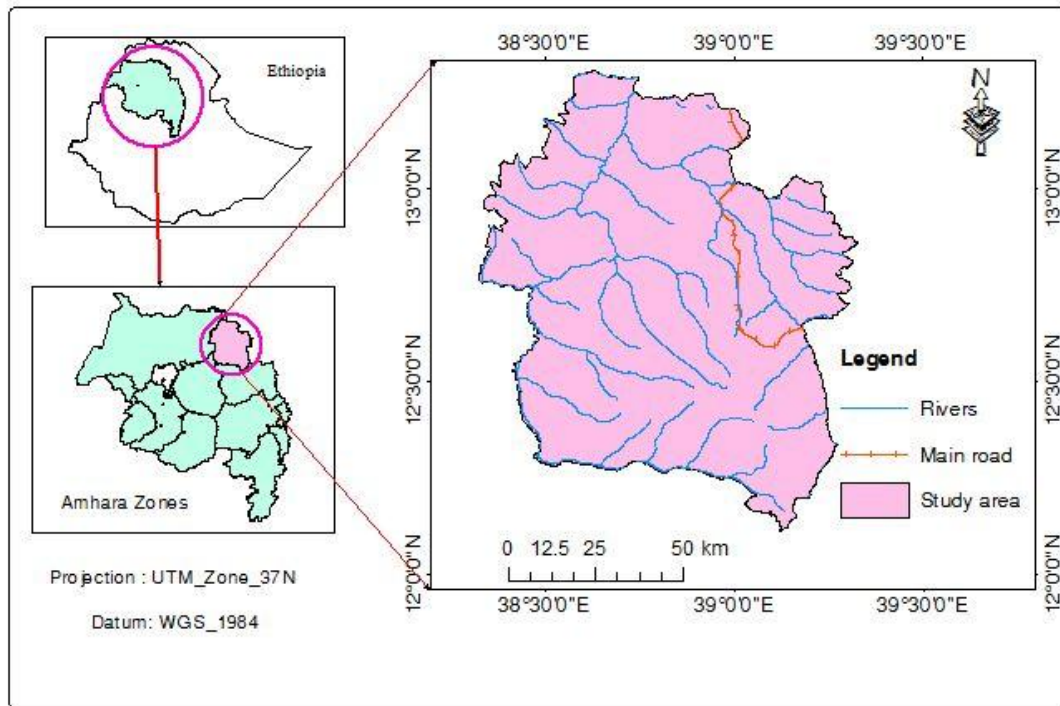 Ethiopia
Amhara Zones
Projection : UTM_Zone_37N
Datum: WGS_1984
38°30'0"E 39°0'0"E 39°30'0"E
N
13°0'0"N 13°0'0"N
12°30'0"N 12°30'0"N
12°0'0"N 12°0'0"N
Legend
Rivers
Main road
Study area
0 12.5 25 50 km
38°30'0"E 39°0'0"E 39°30'0"E